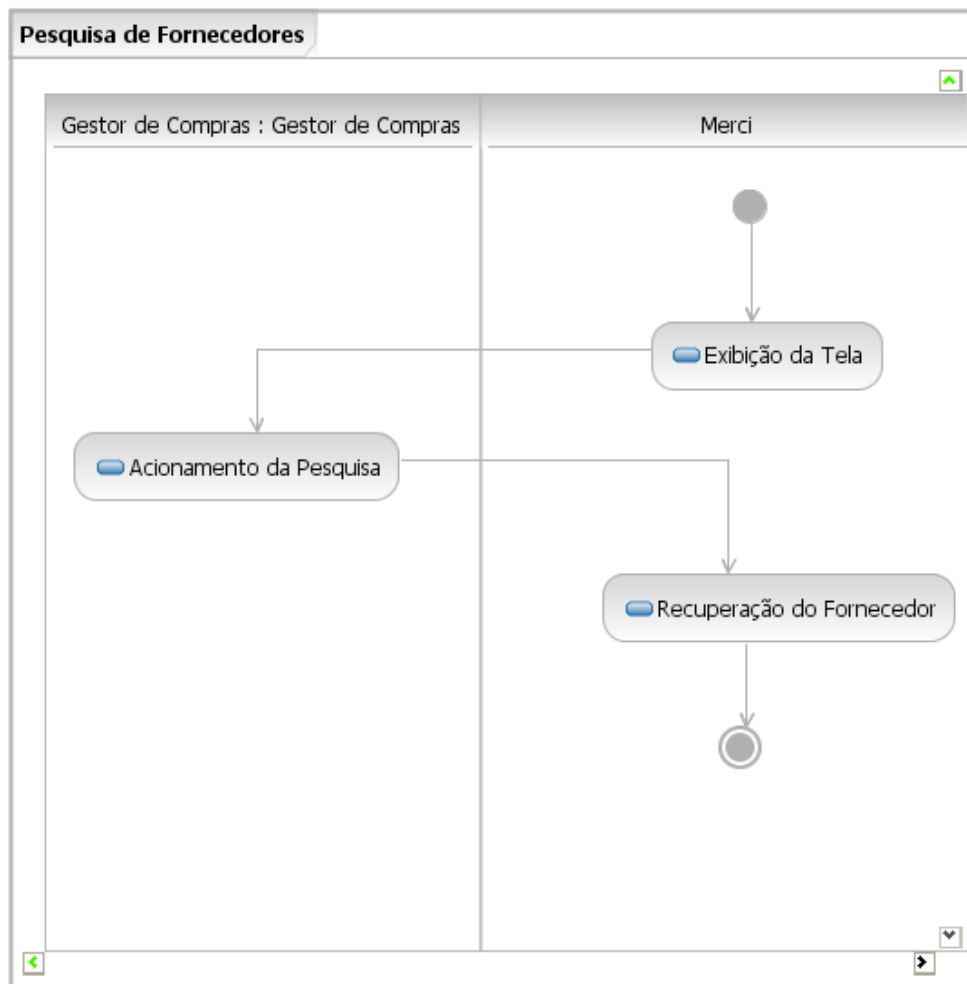 Pesquisa de Fornecedores
Gestor de Compras : Gestor de Compras
Merci
Exibição da Tela
Acionamento da Pesquisa
Recuperação do Fornecedor